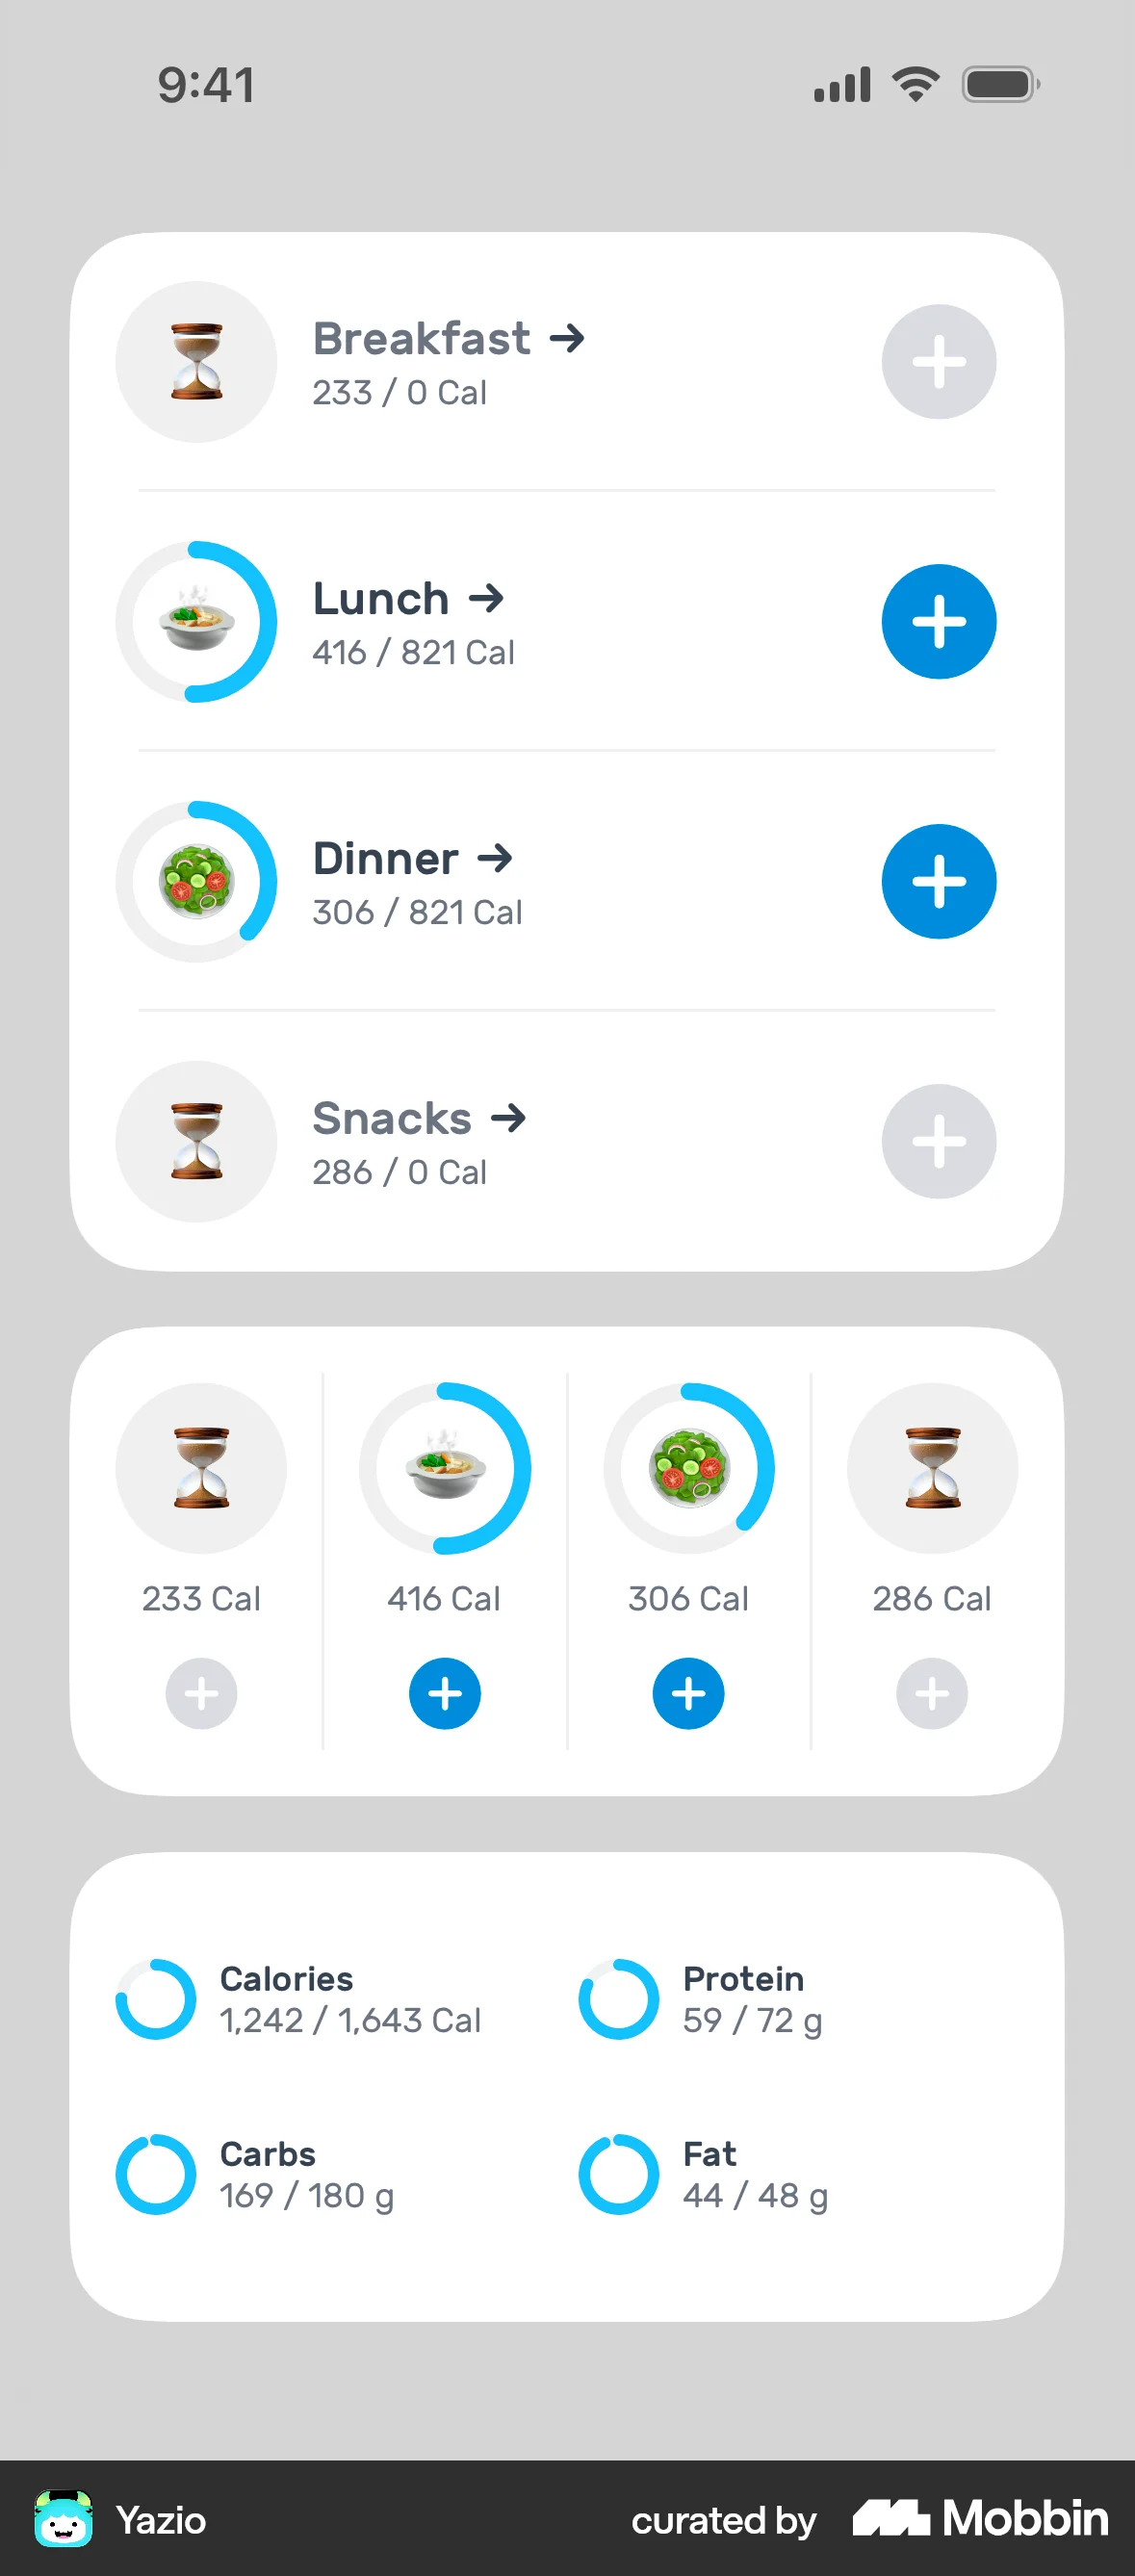 9:41
Breakfast →
233 / 0 Cal
Lunch →
416 / 821 Cal
Dinner →
306 / 821 Cal
Snacks →
286 / 0 Cal
233 Cal
416 Cal
306 Cal
286 Cal
Calories
1,242 / 1,643 Cal
Protein
59 / 72 g
Carbs
169 / 180 g
Fat
44 / 48 g
Yazio
curated by Mobbin